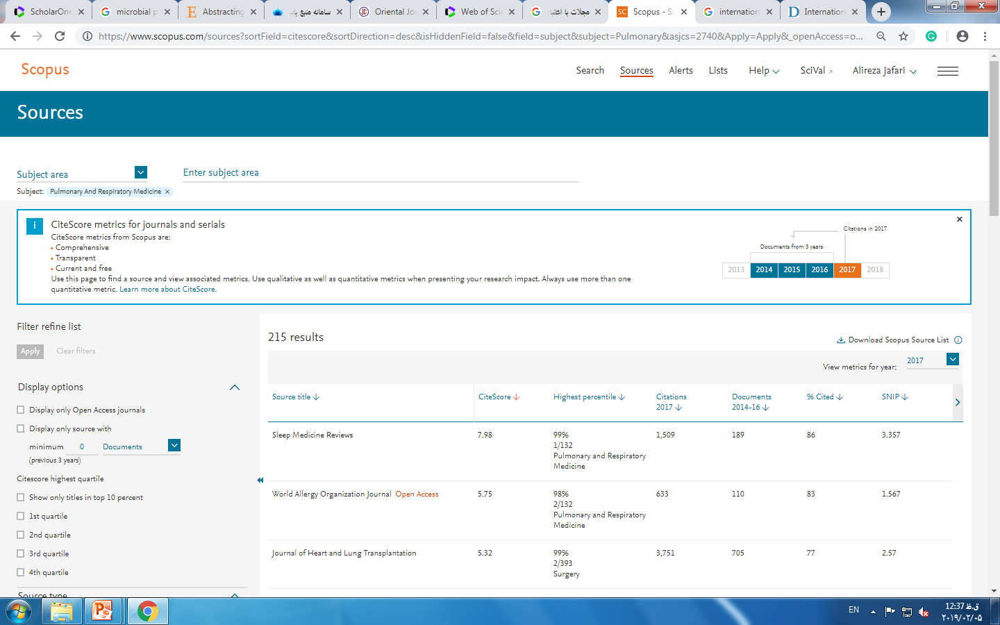 ScholarOne
microbial p
Abstracting
سامانه منبع یاب
Oriental Jo
Web of Sci
مجلات با اعتبا
Scopus - So
internation
Internation
https://www.scopus.com/sources?sortField=citescore&sortDirection=desc&isHiddenField=false&field=subject&subject=Pulmonary&asjcs=2740&Apply=Apply&_openAccess=o...
Scopus
Search Sources Alerts Lists Help SciVal Alireza Jafari
Sources
Subject area
Enter subject area
Subject: Pulmonary And Respiratory Medicine ×
i
CiteScore metrics for journals and serials
CiteScore metrics from Scopus are:
• Comprehensive
• Transparent
• Current and free
Use this page to find a source and view associated metrics. Use qualitative as well as quantitative metrics when presenting your research impact. Always use more than one
quantitative metric. Learn more about CiteScore.
Citations in 2017
Documents from 3 years
2013 2014 2015 2016 2017 2018
Filter refine list
Apply Clear filters
Display options
Display only Open Access journals
Display only source with
minimum 0 Documents
(previous 3 years)
Citescore highest quartile
Show only titles in top 10 percent
1st quartile
2nd quartile
3rd quartile
4th quartile
Source type
215 results
Download Scopus Source List
View metrics for year: 2017
Source title CiteScore Highest percentile Citations 2017 Documents 2014-16 % Cited SNIP
Sleep Medicine Reviews 7.98 99% 1,509 189 86 3.357
1/132
Pulmonary and Respiratory
Medicine
World Allergy Organization Journal Open Access 5.75 98% 633 110 83 1.567
2/132
Pulmonary and Respiratory
Medicine
Journal of Heart and Lung Transplantation 5.32 99% 3,751 705 77 2.57
2/393
Surgery
EN
12:37 ق.ظ
۲۰۱۹/۰۲/۰۵